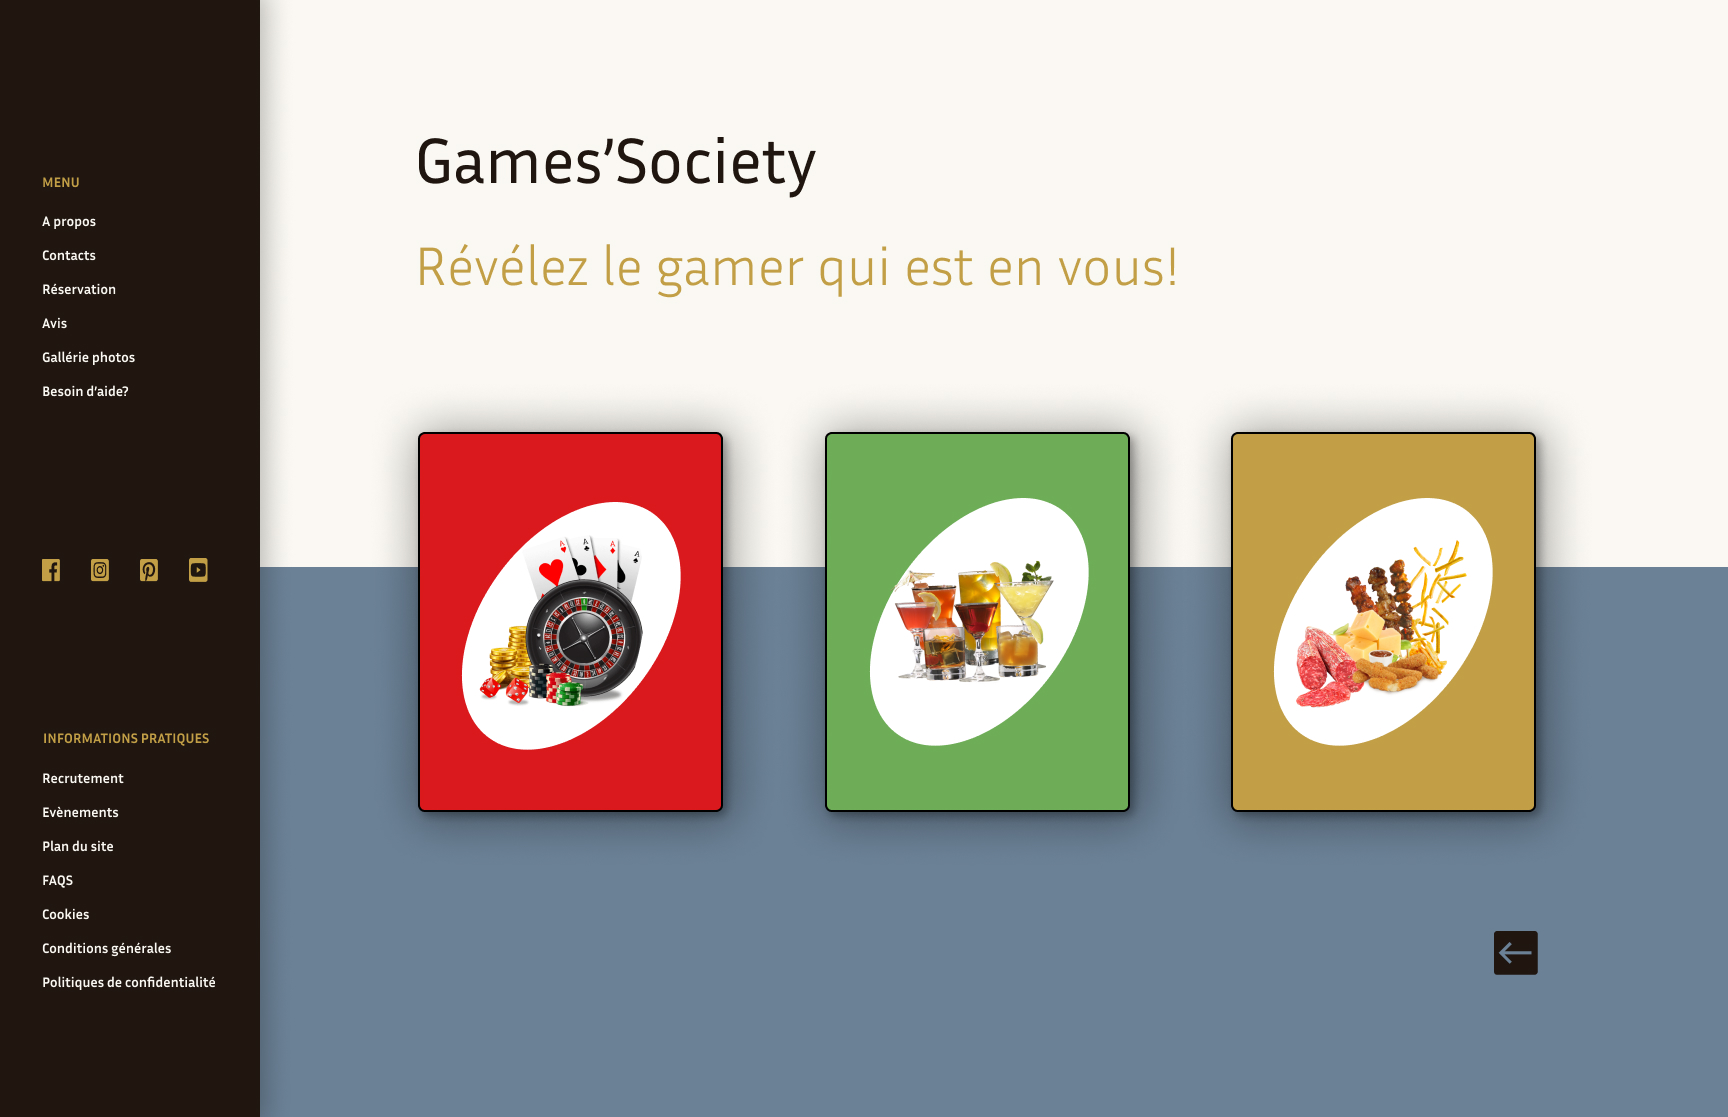 MENU
A propos
Contacts
Réservation
Avis
Gallérie photos
Besoin d'aide?
INFORMATIONS PRATIQUES
Recrutement
Evènements
Plan du site
FAQS
Cookies
Conditions générales
Politiques de confidentialité
Games’Society
Révélez le gamer qui est en vous!
A
A
A
A